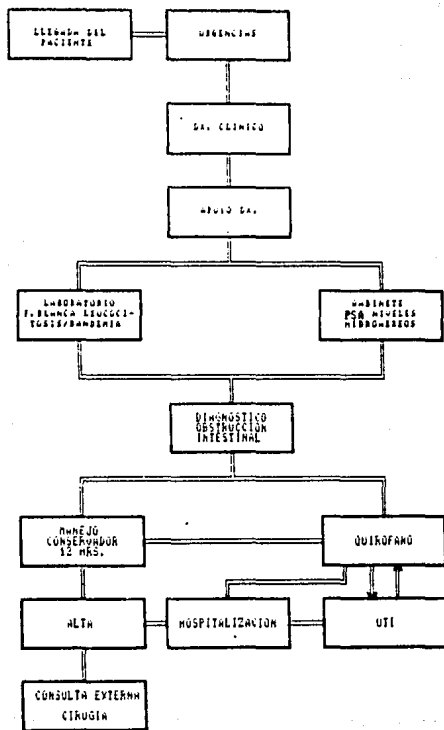 LLEGADA DEL
PACIENTE
URGENCIAS
DX. CLINICO
APOYO DX.
LABORATORIO
F. BLANCA LEUCOCI-
TOSIS/BANDEMIA
GABINETE
PSA NIVELES
HIDROAEREOS
DIAGNOSTICO
OBSTRUCCION
INTESTINAL
MANEJO
CONSERVADOR
12 HRS.
QUIROFANO
ALTA
HOSPITALIZACION
UTI
CONSULTA EXTERNA
CIRUGIA